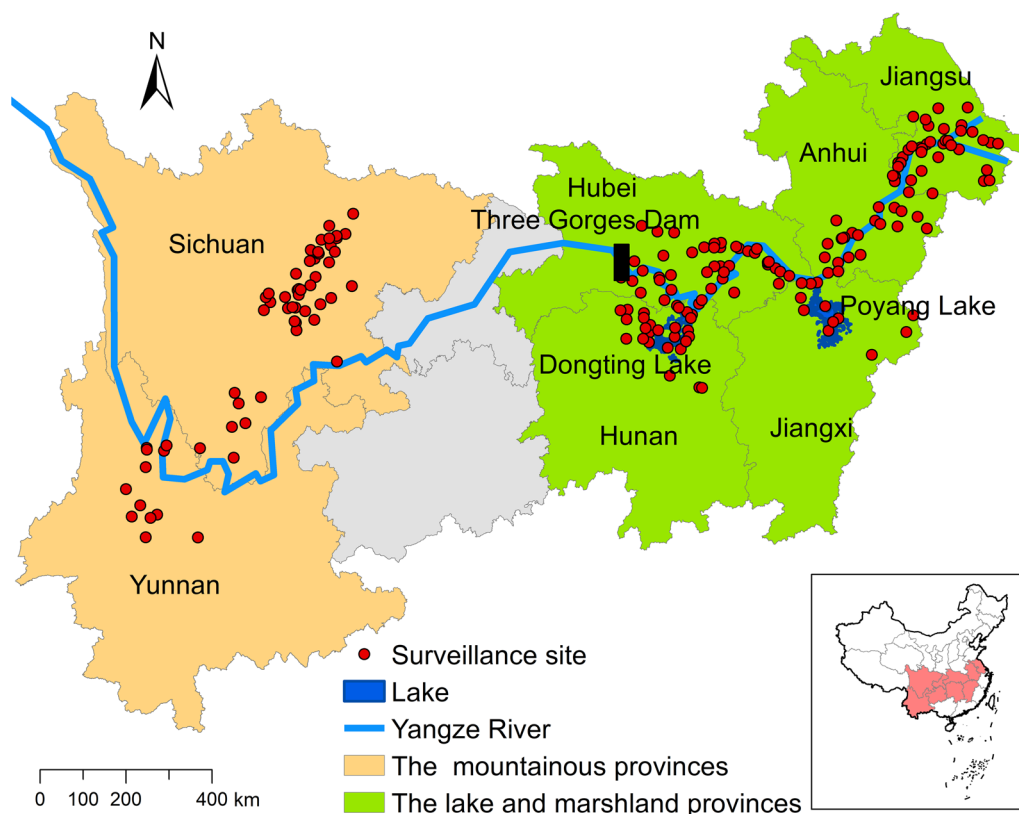 N
Jiangsu
Anhui
Hubei
Three Gorges Dam
Sichuan
Poyang Lake
Dongting Lake
Hunan
Jiangxi
Yunnan
Surveillance site
Lake
Yangze River
The mountainous provinces
The lake and marshland provinces
0 100 200 400 km